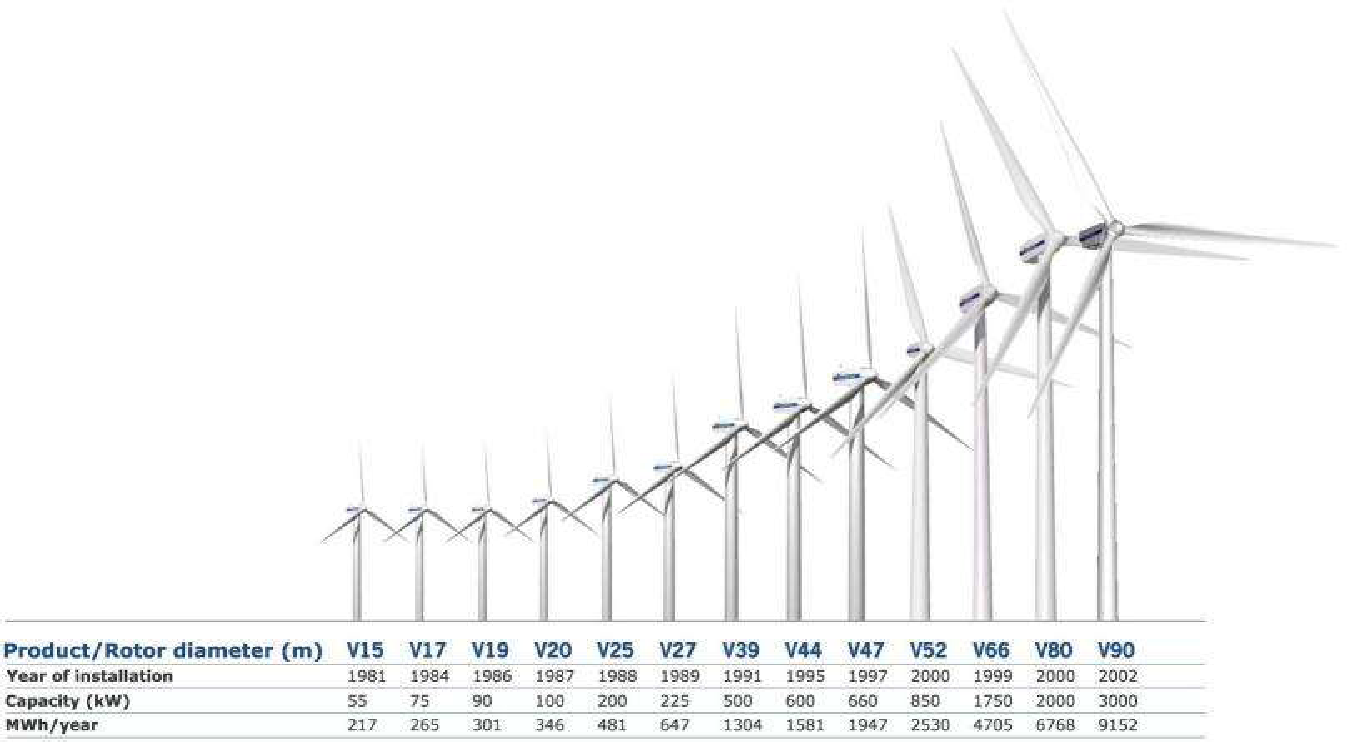 Product/Rotor diameter (m) V15 V17 V19 V20 V25 V27 V39 V44 V47 V52 V66 V80 V90
Year of installation 1981 1984 1986 1987 1988 1989 1991 1995 1997 2000 1999 2000 2002
Capacity (kW) 55 75 90 100 200 225 500 600 660 850 1750 2000 3000
MWh/year 217 265 301 346 481 647 1304 1581 1947 2530 4705 6768 9152